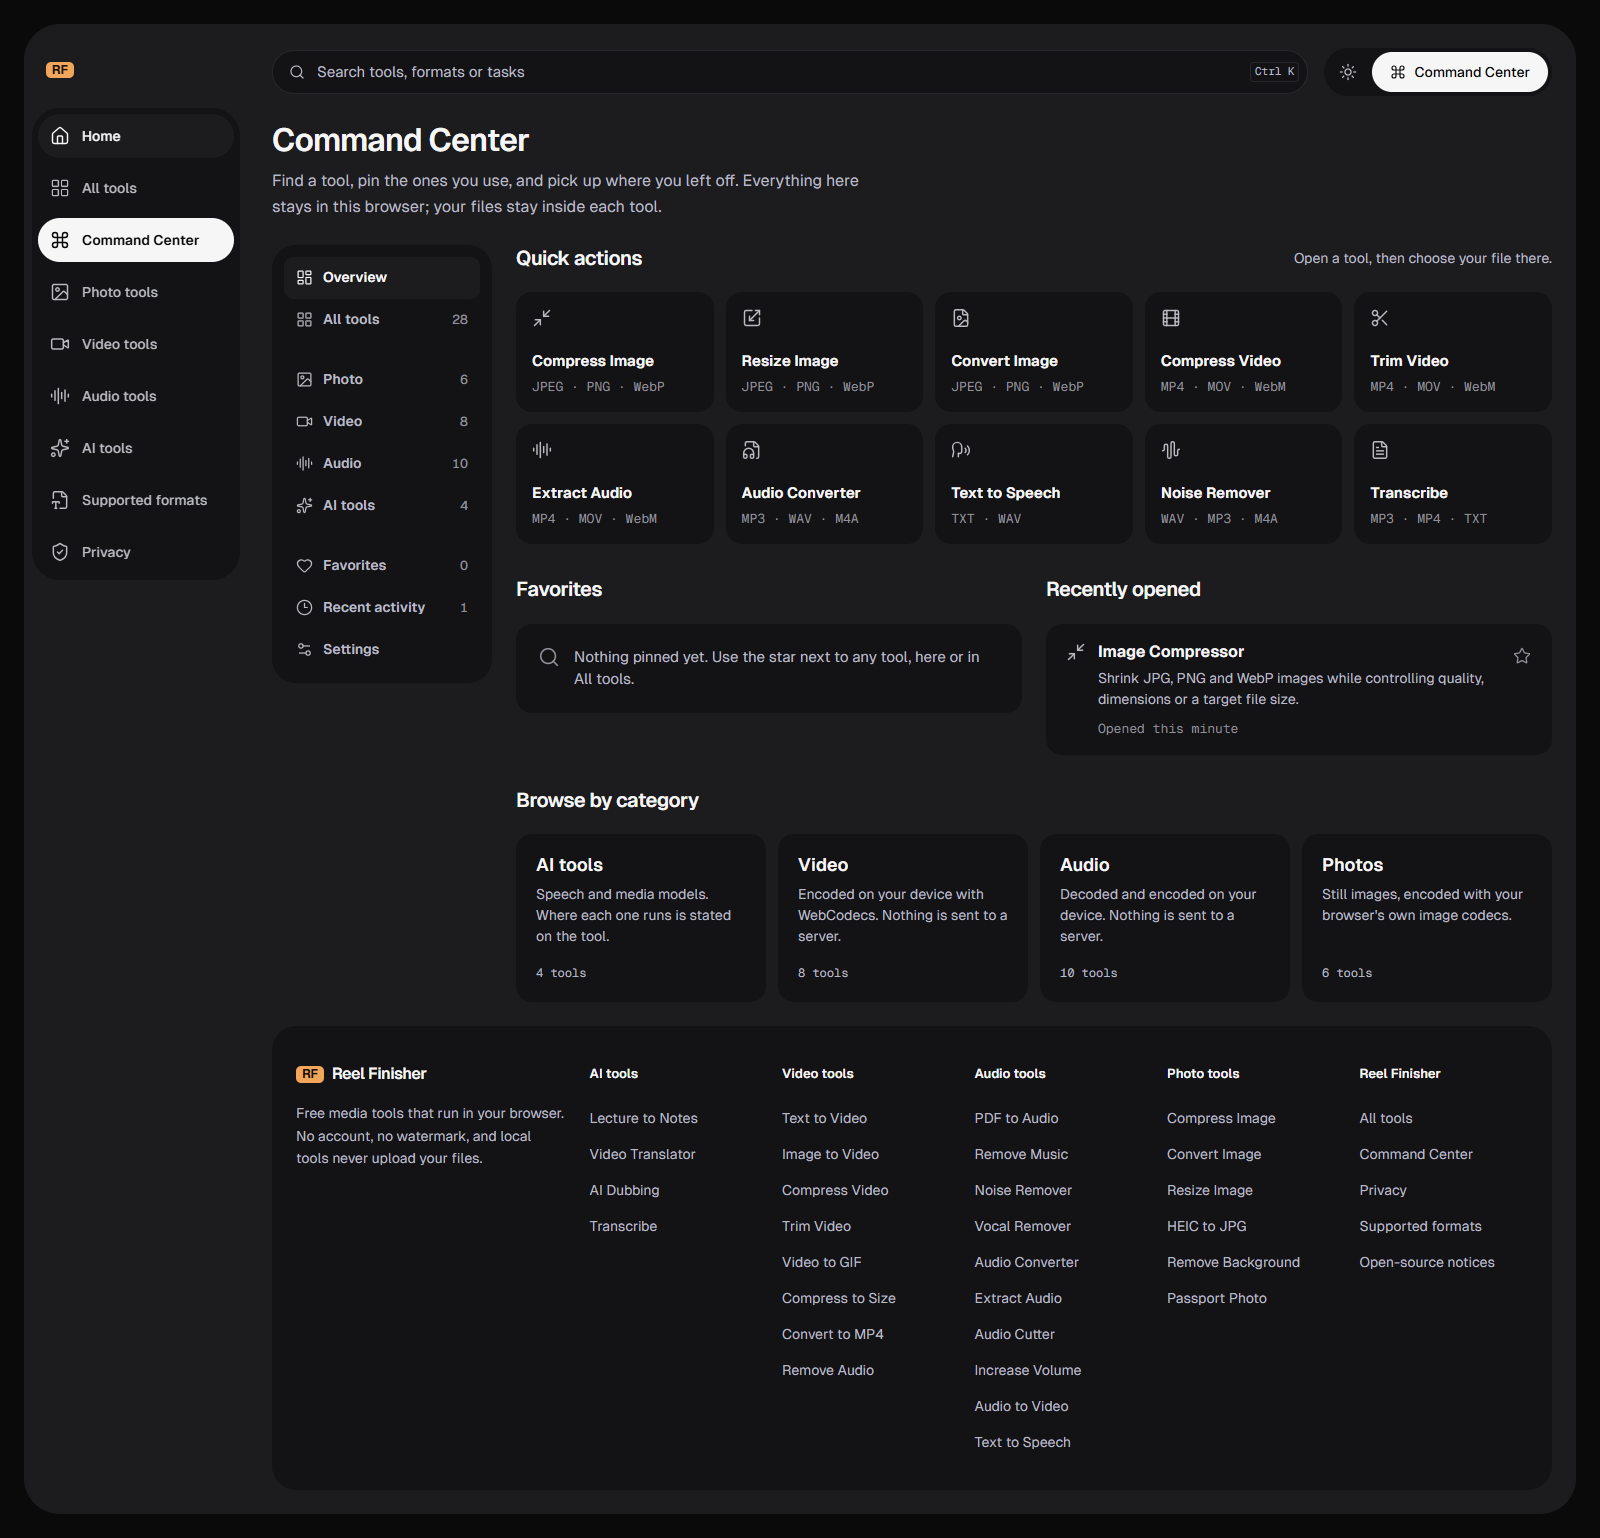 RF
Search tools, formats or tasks
Ctrl K
Command Center
Home
All tools
Command Center
Photo tools
Video tools
Audio tools
AI tools
Supported formats
Privacy
Command Center
Find a tool, pin the ones you use, and pick up where you left off. Everything here
stays in this browser; your files stay inside each tool.
Overview
All tools 28
Photo 6
Video 8
Audio 10
AI tools 4
Favorites 0
Recent activity 1
Settings
Quick actions
Open a tool, then choose your file there.
Compress Image
JPEG · PNG · WebP
Resize Image
JPEG · PNG · WebP
Convert Image
JPEG · PNG · WebP
Compress Video
MP4 · MOV · WebM
Trim Video
MP4 · MOV · WebM
Extract Audio
MP4 · MOV · WebM
Audio Converter
MP3 · WAV · M4A
Text to Speech
TXT · WAV
Noise Remover
WAV · MP3 · M4A
Transcribe
MP3 · MP4 · TXT
Favorites
Nothing pinned yet. Use the star next to any tool, here or in
All tools.
Recently opened
Image Compressor
Shrink JPG, PNG and WebP images while controlling quality,
dimensions or a target file size.
Opened this minute
Browse by category
AI tools
Speech and media models.
Where each one runs is stated
on the tool.
4 tools
Video
Encoded on your device with
WebCodecs. Nothing is sent to a
server.
8 tools
Audio
Decoded and encoded on your
device. Nothing is sent to a
server.
10 tools
Photos
Still images, encoded with your
browser's own image codecs.
6 tools
RF Reel Finisher
Free media tools that run in your browser.
No account, no watermark, and local
tools never upload your files.
AI tools
Lecture to Notes
Video Translator
AI Dubbing
Transcribe
Video tools
Text to Video
Image to Video
Compress Video
Trim Video
Video to GIF
Compress to Size
Convert to MP4
Remove Audio
Audio tools
PDF to Audio
Remove Music
Noise Remover
Vocal Remover
Audio Converter
Extract Audio
Audio Cutter
Increase Volume
Audio to Video
Text to Speech
Photo tools
Compress Image
Convert Image
Resize Image
HEIC to JPG
Remove Background
Passport Photo
Reel Finisher
All tools
Command Center
Privacy
Supported formats
Open-source notices